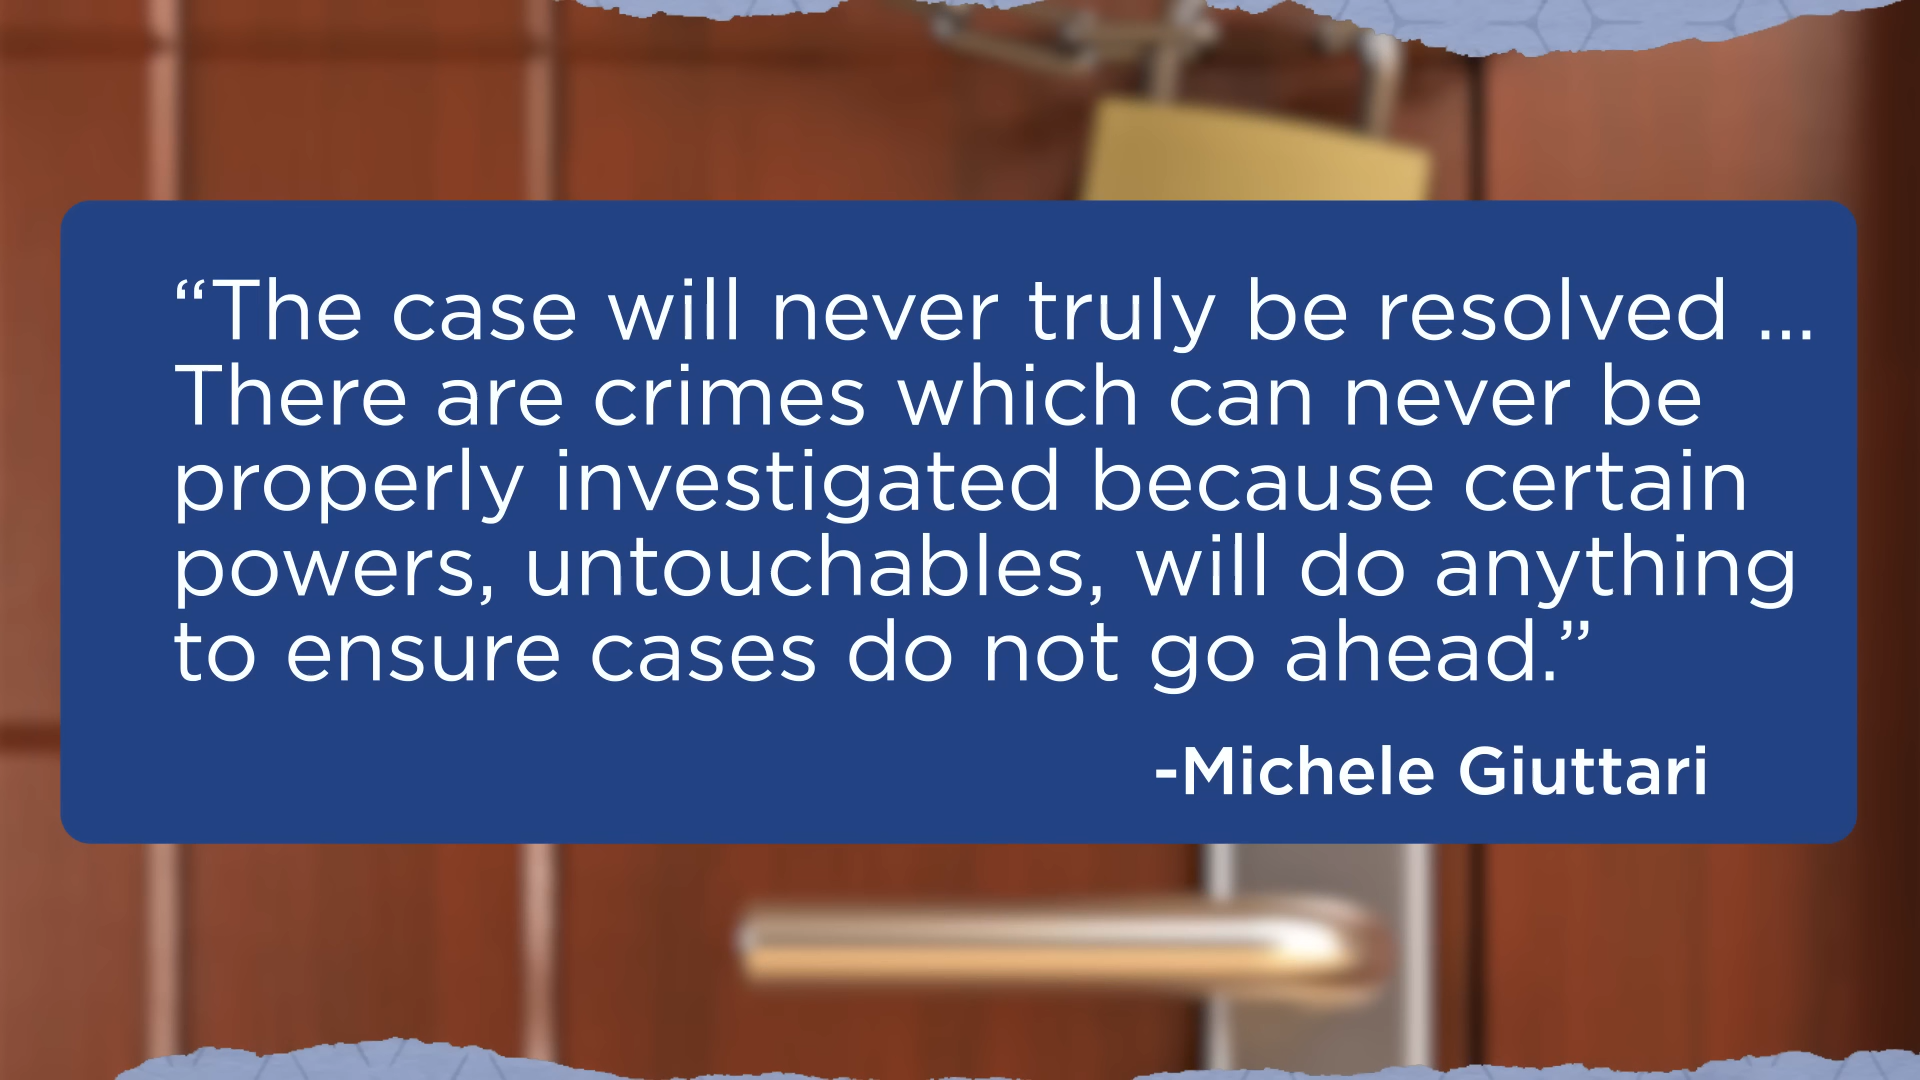 “The case will never truly be resolved ...
There are crimes which can never be
properly investigated because certain
powers, untouchables, will do anything
to ensure cases do not go ahead.”
-Michele Giuttari